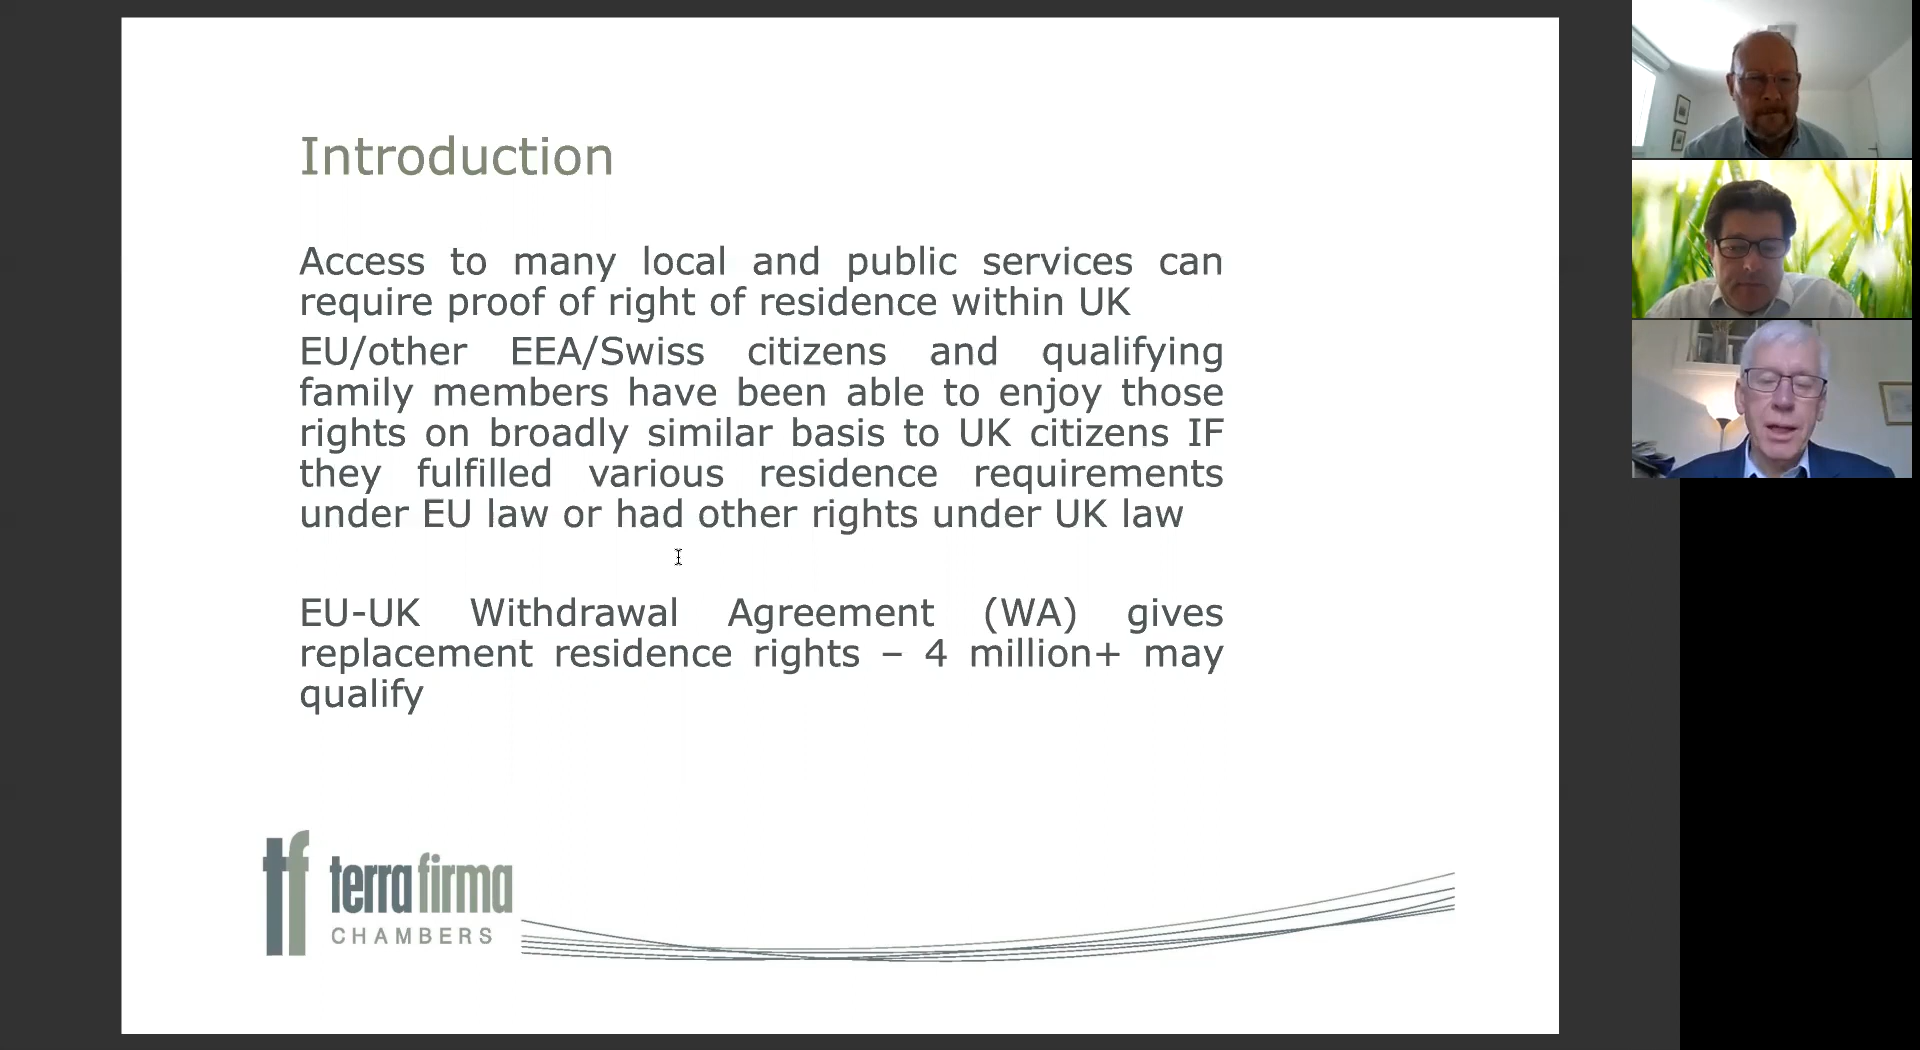 Introduction
Access to many local and public services can
require proof of right of residence within UK
EU/other EEA/Swiss citizens and qualifying
family members have been able to enjoy those
rights on broadly similar basis to UK citizens IF
they fulfilled various residence requirements
under EU law or had other rights under UK law
EU-UK Withdrawal Agreement (WA) gives
replacement residence rights – 4 million+ may
qualify
tf
terra firma
CHAMBERS